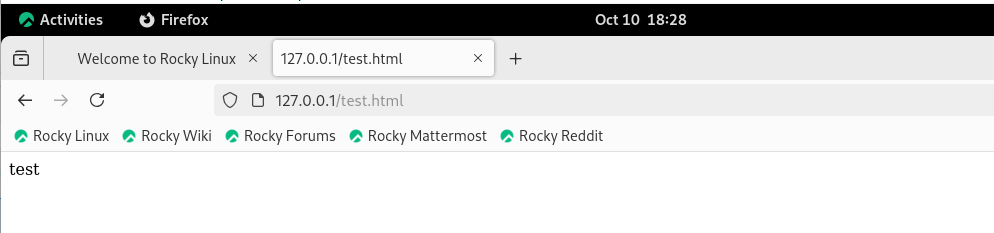 Activities Firefox Oct 10 18:28
Welcome to Rocky Linux 127.0.0.1/test.html
127.0.0.1/test.html
Rocky Linux Rocky Wiki Rocky Forums Rocky Mattermost Rocky Reddit
test